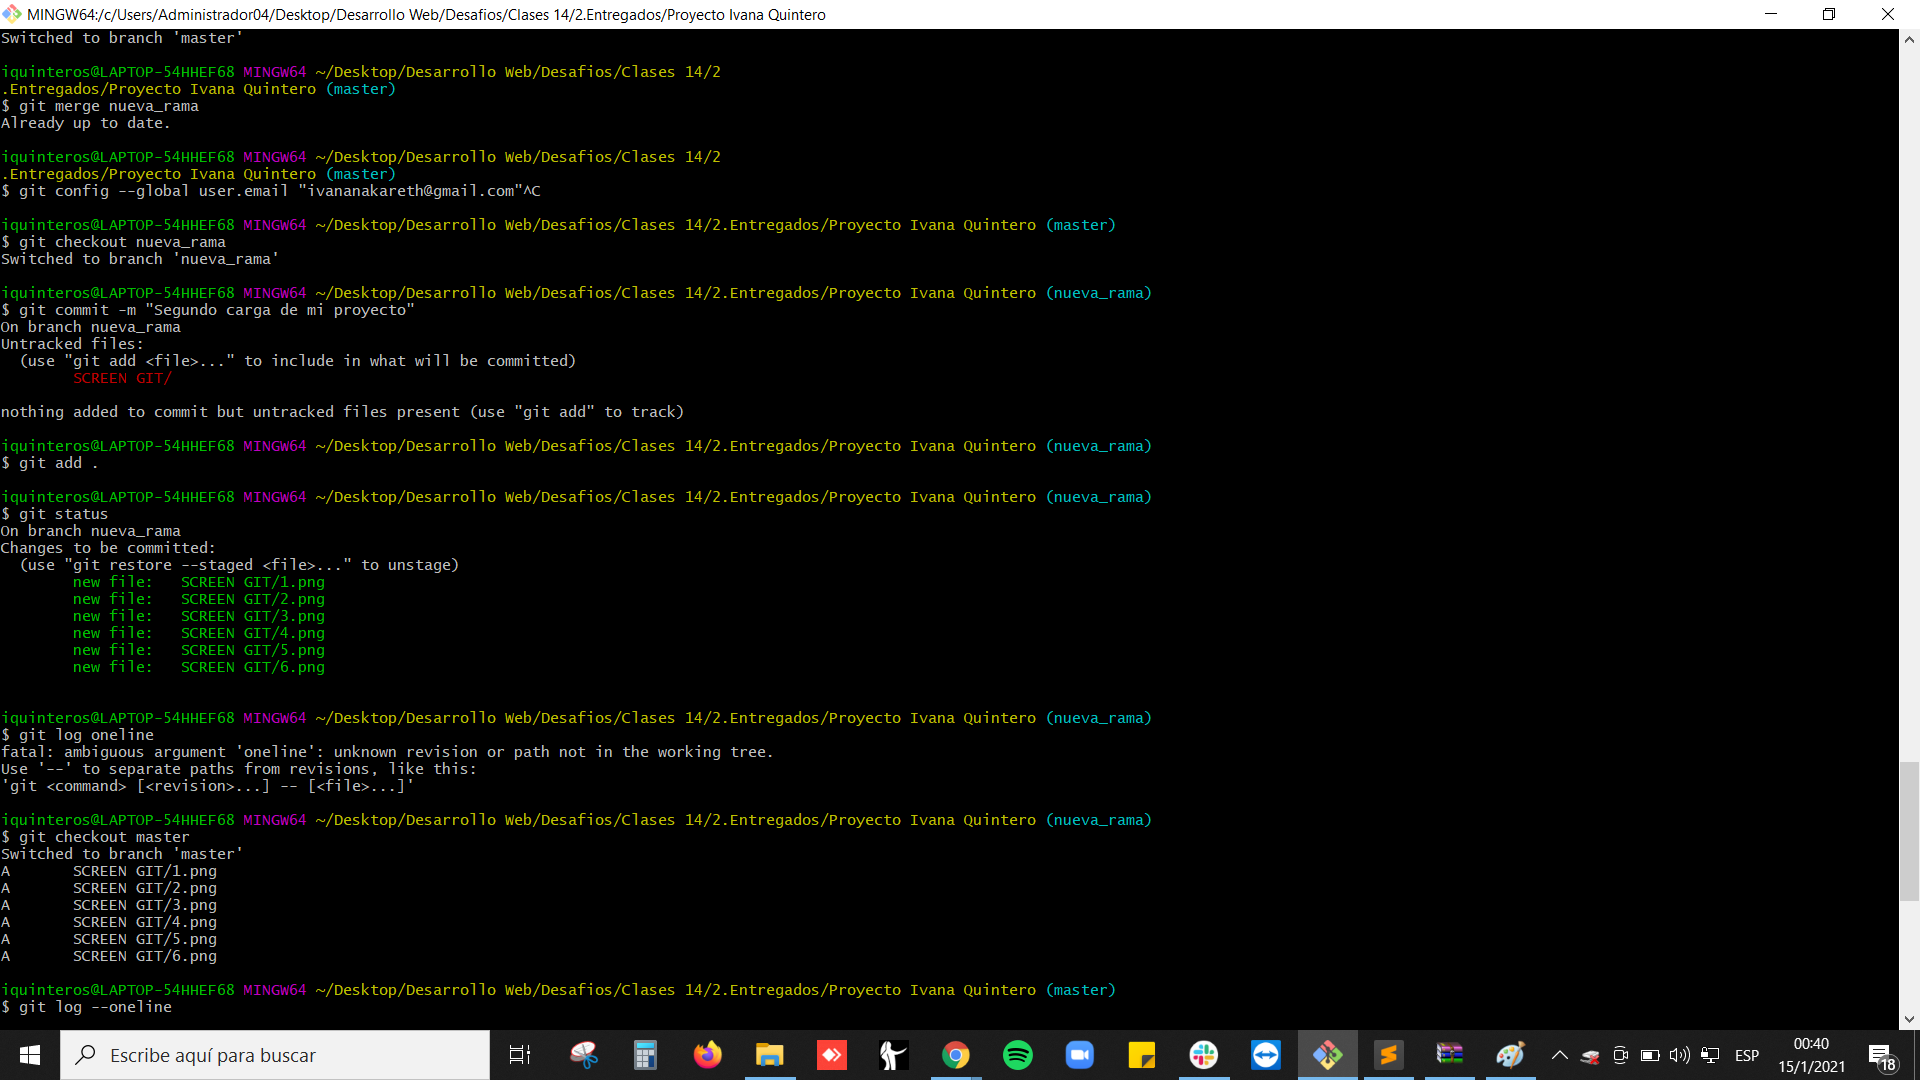 MINGW64:/c/Users/Administrador04/Desktop/Desarrollo Web/Desafios/Clases 14/2.Entregados/Proyecto Ivana Quintero
Switched to branch 'master'
iquinteros@LAPTOP-54HHEF68 MINGW64 ~/Desktop/Desarrollo Web/Desafios/Clases 14/2
.Entregados/Proyecto Ivana Quintero (master)
$ git merge nueva_rama
Already up to date.
iquinteros@LAPTOP-54HHEF68 MINGW64 ~/Desktop/Desarrollo Web/Desafios/Clases 14/2
.Entregados/Proyecto Ivana Quintero (master)
$ git config --global user.email "ivananakareth@gmail.com"^C
iquinteros@LAPTOP-54HHEF68 MINGW64 ~/Desktop/Desarrollo Web/Desafios/Clases 14/2.Entregados/Proyecto Ivana Quintero (master)
$ git checkout nueva_rama
Switched to branch 'nueva_rama'
iquinteros@LAPTOP-54HHEF68 MINGW64 ~/Desktop/Desarrollo Web/Desafios/Clases 14/2.Entregados/Proyecto Ivana Quintero (nueva_rama)
$ git commit -m "Segundo carga de mi proyecto"
On branch nueva_rama
Untracked files:
  (use "git add <file>..." to include in what will be committed)
        SCREEN GIT/
nothing added to commit but untracked files present (use "git add" to track)
iquinteros@LAPTOP-54HHEF68 MINGW64 ~/Desktop/Desarrollo Web/Desafios/Clases 14/2.Entregados/Proyecto Ivana Quintero (nueva_rama)
$ git add .
iquinteros@LAPTOP-54HHEF68 MINGW64 ~/Desktop/Desarrollo Web/Desafios/Clases 14/2.Entregados/Proyecto Ivana Quintero (nueva_rama)
$ git status
On branch nueva_rama
Changes to be committed:
  (use "git restore --staged <file>..." to unstage)
        new file:   SCREEN GIT/1.png
        new file:   SCREEN GIT/2.png
        new file:   SCREEN GIT/3.png
        new file:   SCREEN GIT/4.png
        new file:   SCREEN GIT/5.png
        new file:   SCREEN GIT/6.png
iquinteros@LAPTOP-54HHEF68 MINGW64 ~/Desktop/Desarrollo Web/Desafios/Clases 14/2.Entregados/Proyecto Ivana Quintero (nueva_rama)
$ git log oneline
fatal: ambiguous argument 'oneline': unknown revision or path not in the working tree.
Use '--' to separate paths from revisions, like this:
'git <command> [<revision>...] -- [<file>...]'
iquinteros@LAPTOP-54HHEF68 MINGW64 ~/Desktop/Desarrollo Web/Desafios/Clases 14/2.Entregados/Proyecto Ivana Quintero (nueva_rama)
$ git checkout master
Switched to branch 'master'
A       SCREEN GIT/1.png
A       SCREEN GIT/2.png
A       SCREEN GIT/3.png
A       SCREEN GIT/4.png
A       SCREEN GIT/5.png
A       SCREEN GIT/6.png
iquinteros@LAPTOP-54HHEF68 MINGW64 ~/Desktop/Desarrollo Web/Desafios/Clases 14/2.Entregados/Proyecto Ivana Quintero (master)
$ git log --oneline
Escribe aquí para buscar
ESP
00:40
15/1/2021
18